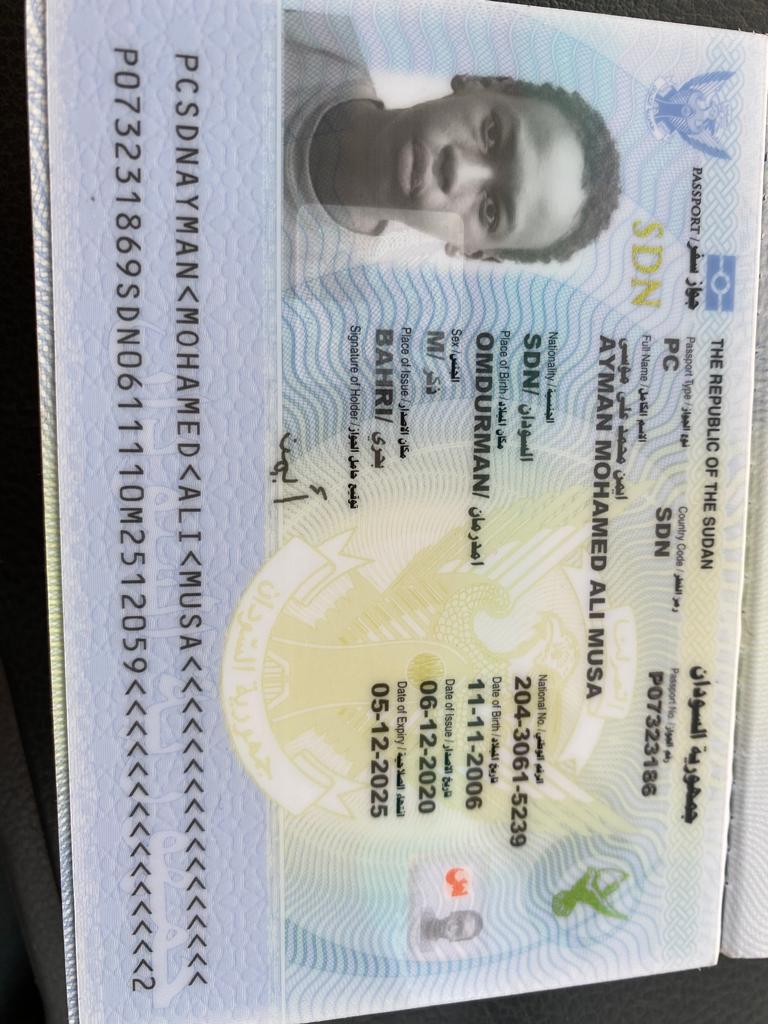 THE REPUBLIC OF THE SUDAN جمهورية السودان
PASSPORT / جواز سفر
Passport Type / نوع الجواز Country Code / رمز القطر Passport No. / رقم الجواز
PC SDN P07323186
SDN
Full Name / الاسم الكامل
ايمن محمد علي موسى
AYMAN MOHAMED ALI MUSA
Nationality / الجنسية National No. / الرقم الوطني
SDN/ السودان 204-3061-5239
Place of Birth / مكان الميلاد Date of Birth / تاريخ الميلاد
OMDURMAN/ امدرمان 11-11-2006
Sex / الجنس Date of Issue / تاريخ الاصدار
M/ ذكر 06-12-2020
Place of Issue / مكان الاصدار Date of Expiry / انتهاء الصلاحية
BAHRI/ بحري 05-12-2025
Signature of Holder / توقيع حامل الجواز
أيمن
جمهورية السودان
PCSDNAYMAN<MOHAMED<ALI<MUSA<<<<<<<<<<<<<<<<<
P073231869SDN0611110M2512059<<<<<<<<<<<<<<<2